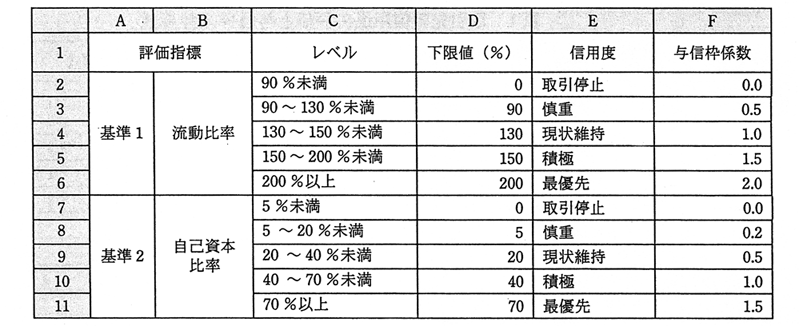 A B C D E F
1 評価指標 レベル 下限値（%） 信用度 与信枠係数
2 90 %未満 0 取引停止 0.0
3 90 ～ 130 %未満 90 慎重 0.5
4 基準1 流動比率 130 ～ 150 %未満 130 現状維持 1.0
5 150 ～ 200 %未満 150 積極 1.5
6 200 %以上 200 最優先 2.0
7 5 %未満 0 取引停止 0.0
8 5 ～ 20 %未満 5 慎重 0.2
9 基準2 自己資本比率 20 ～ 40 %未満 20 現状維持 0.5
10 40 ～ 70 %未満 40 積極 1.0
11 70 %以上 70 最優先 1.5